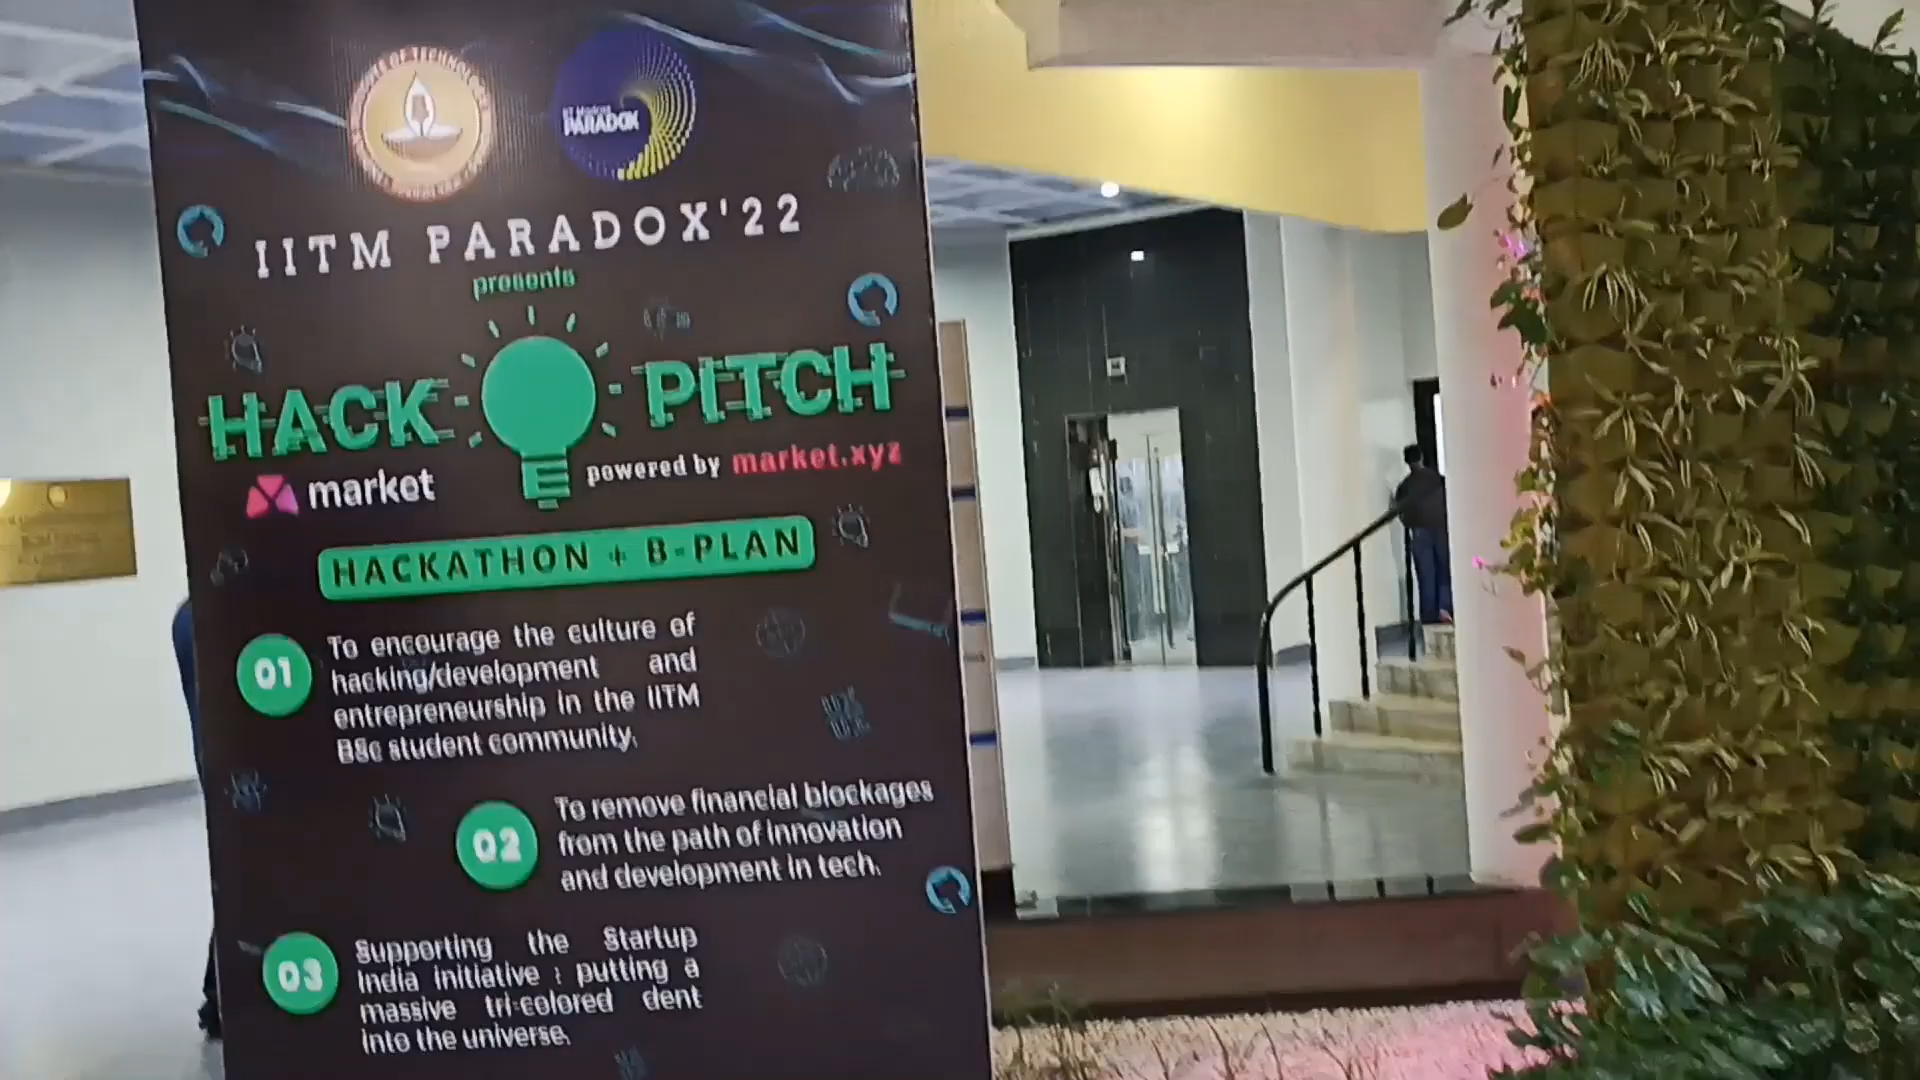 IIT Madras
PARADOX
IITM PARADOX'22
presents
HACK PITCH
market
powered by market.xyz
HACKATHON + B-PLAN
01
To encourage the culture of
hacking/development and
entrepreneurship in the IITM
BSc student community.
02
To remove financial blockages
from the path of innovation
and development in tech.
03
Supporting the Startup
India initiative : putting a
massive tri-colored dent
into the universe.